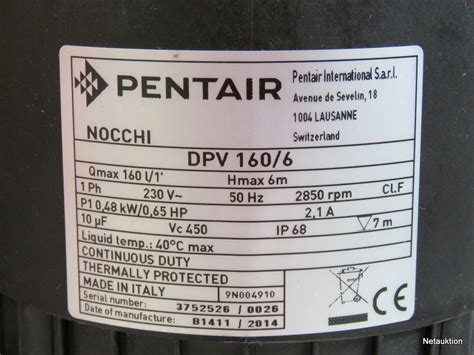 PENTAIR
Pentair International S.a.r.l.
Avenue de Sevelin, 18
1004 LAUSANNE
Switzerland
NOCCHI
DPV 160/6
Qmax 160 l/1' Hmax 6m
1 Ph 230 V~ 50 Hz 2850 rpm Cl.F
P1 0,48 kW/0,65 HP 2,1 A
10 µF Vc 450 IP 68 7 m
Liquid temp.: 40°C max
CONTINUOUS DUTY
THERMALLY PROTECTED
MADE IN ITALY 9N004910
Serial number 3752526 / 0026
Date of manufacture: B1411 / 2014
CE
Netauktion